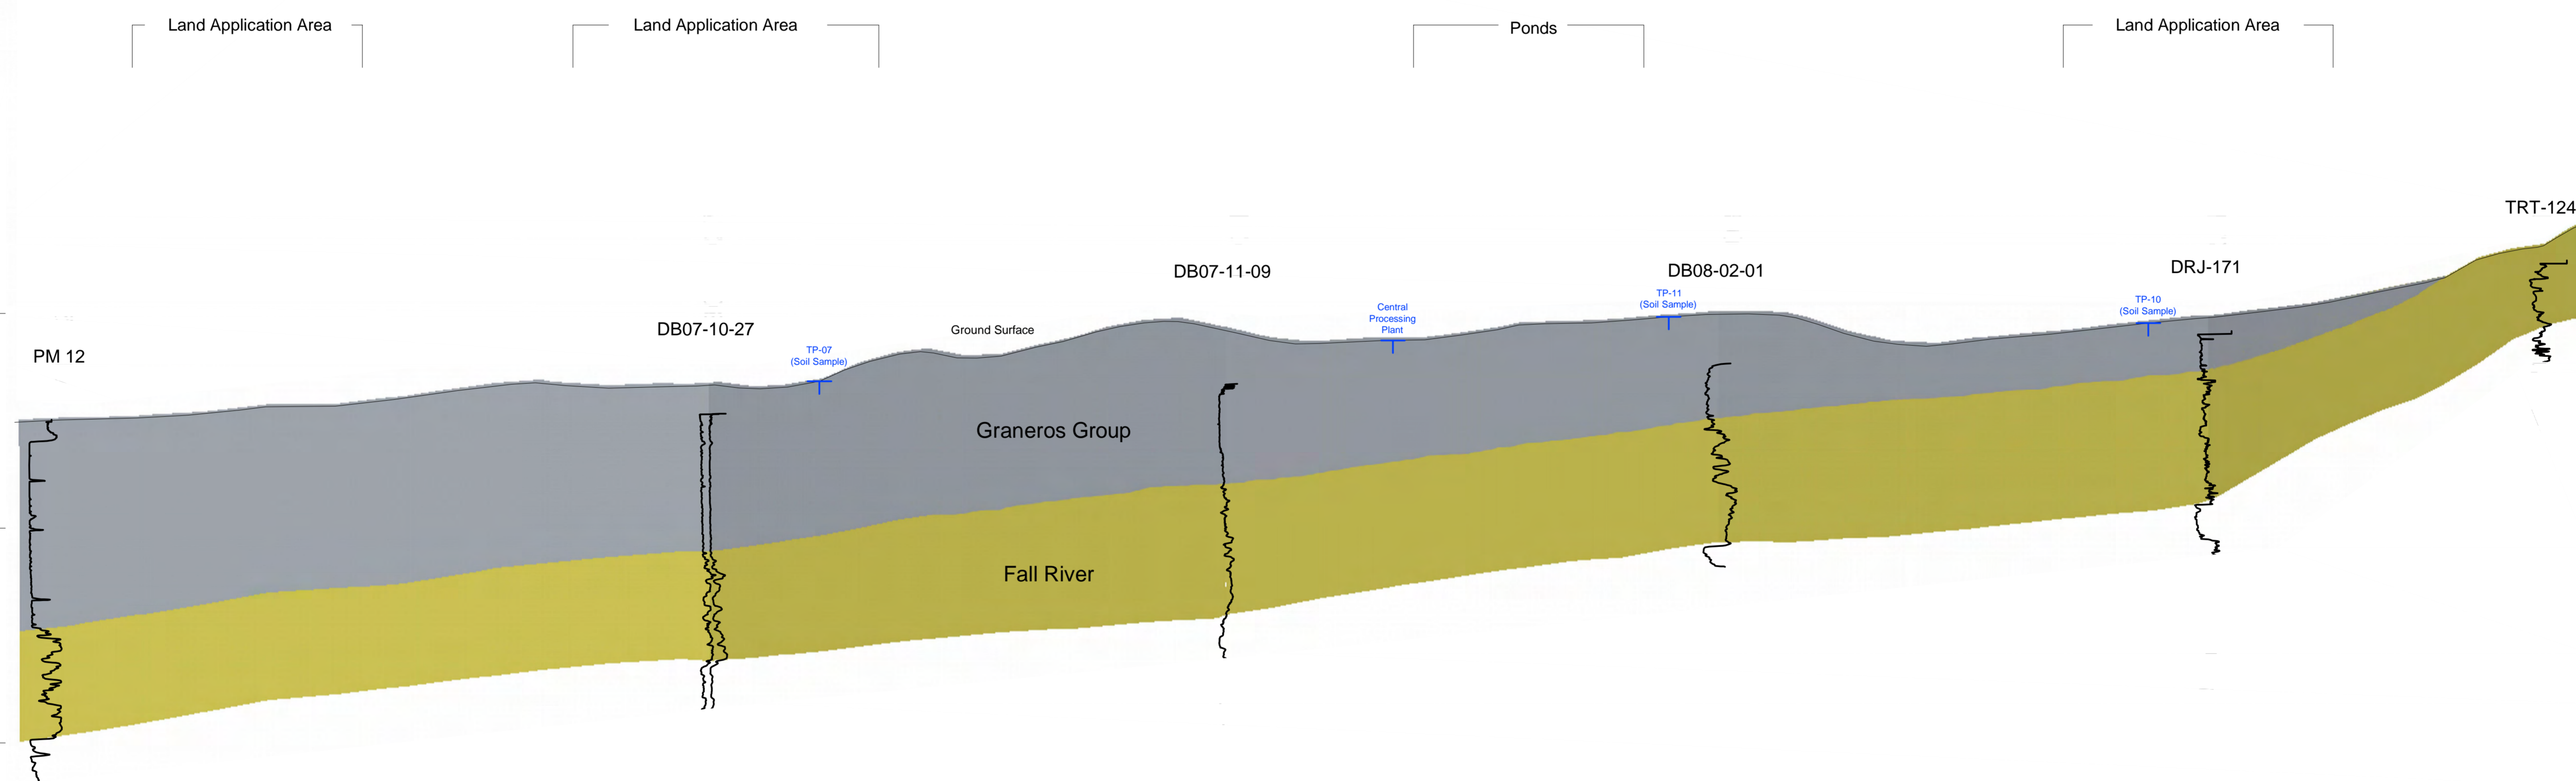 Land Application Area
Land Application Area
Ponds
Land Application Area
TRT-124
DRJ-171
DB08-02-01
DB07-11-09
TP-11
(Soil Sample)
TP-10
(Soil Sample)
Central
Processing
Plant
DB07-10-27
Ground Surface
TP-07
(Soil Sample)
PM 12
Graneros Group
Fall River